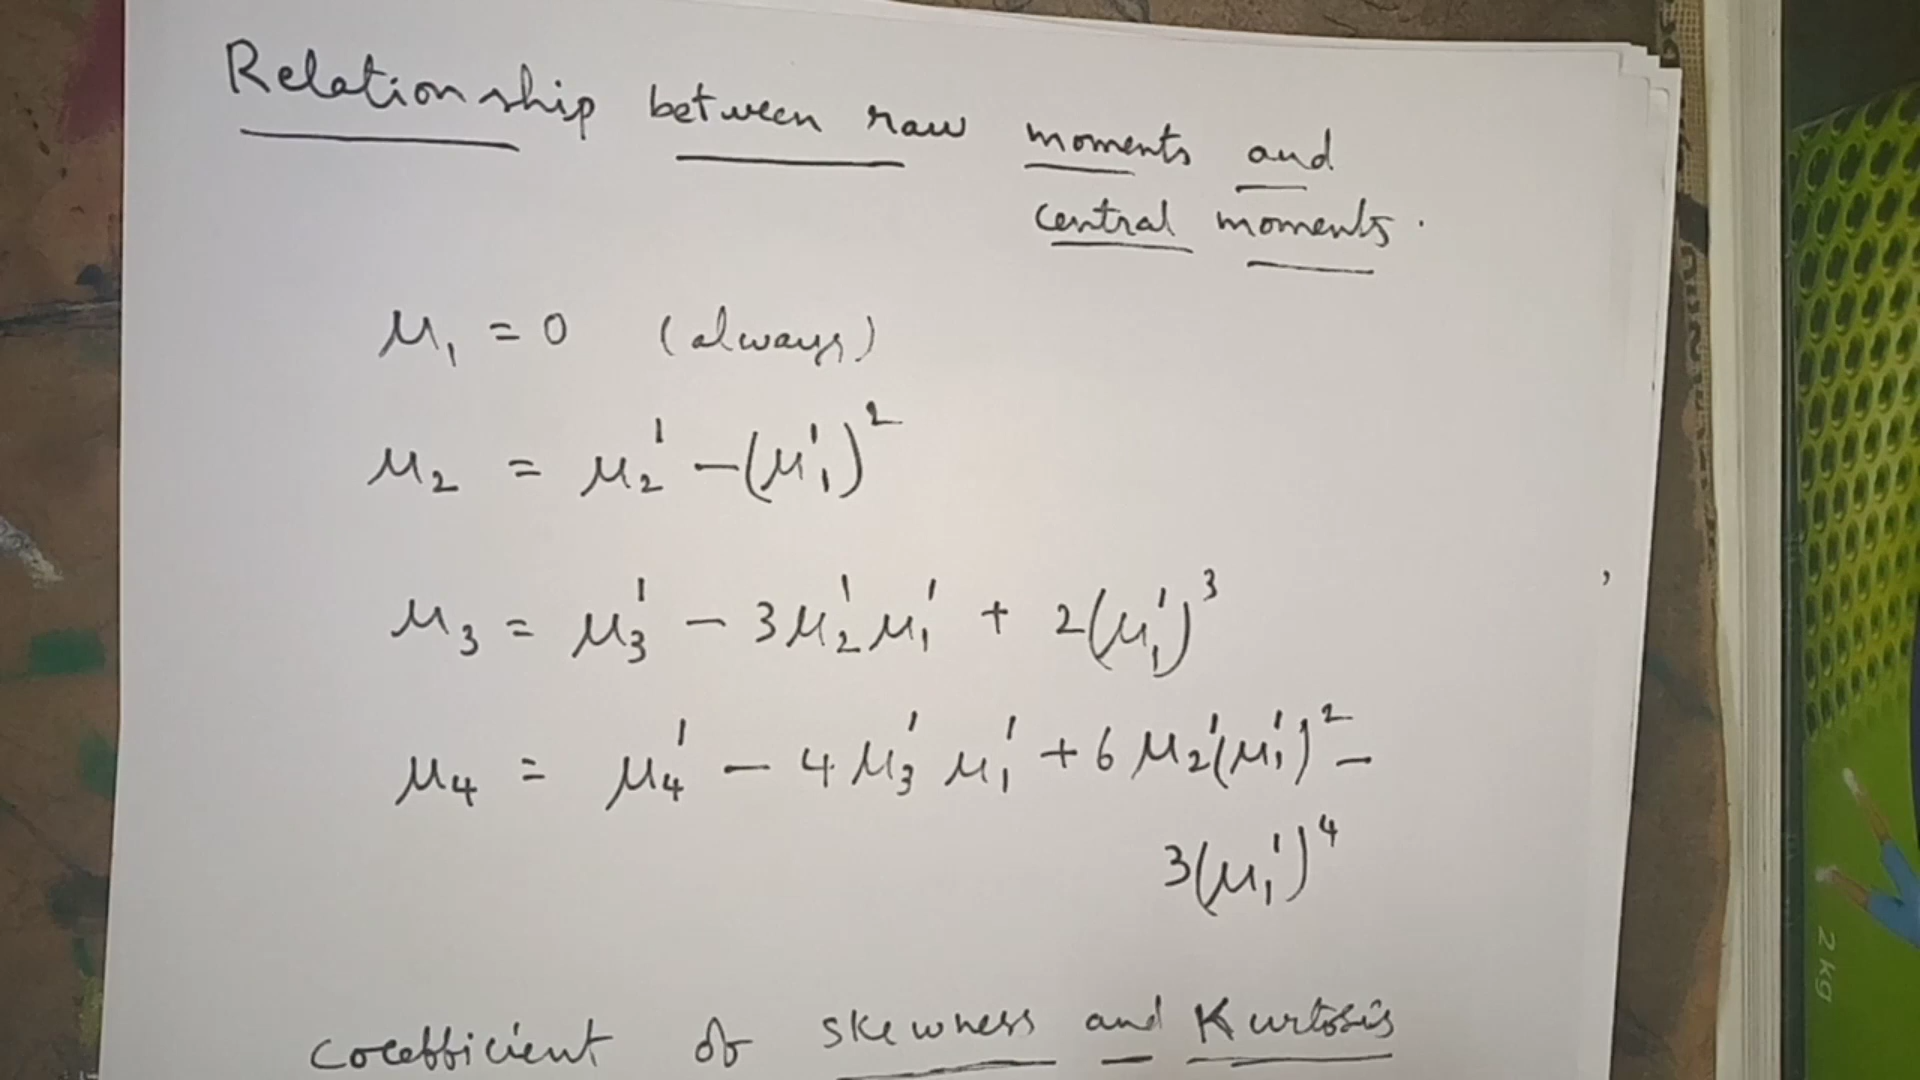 Relationship between raw moments and
central moments.
μ₁ = 0 (always)
μ₂ = μ₂' - (μ₁')²
μ₃ = μ₃' - 3μ₂'μ₁' + 2(μ₁')³
μ₄ = μ₄' - 4μ₃'μ₁' + 6μ₂'(μ₁')² -
3(μ₁')⁴
coefficient of skewness and Kurtosis
2kg